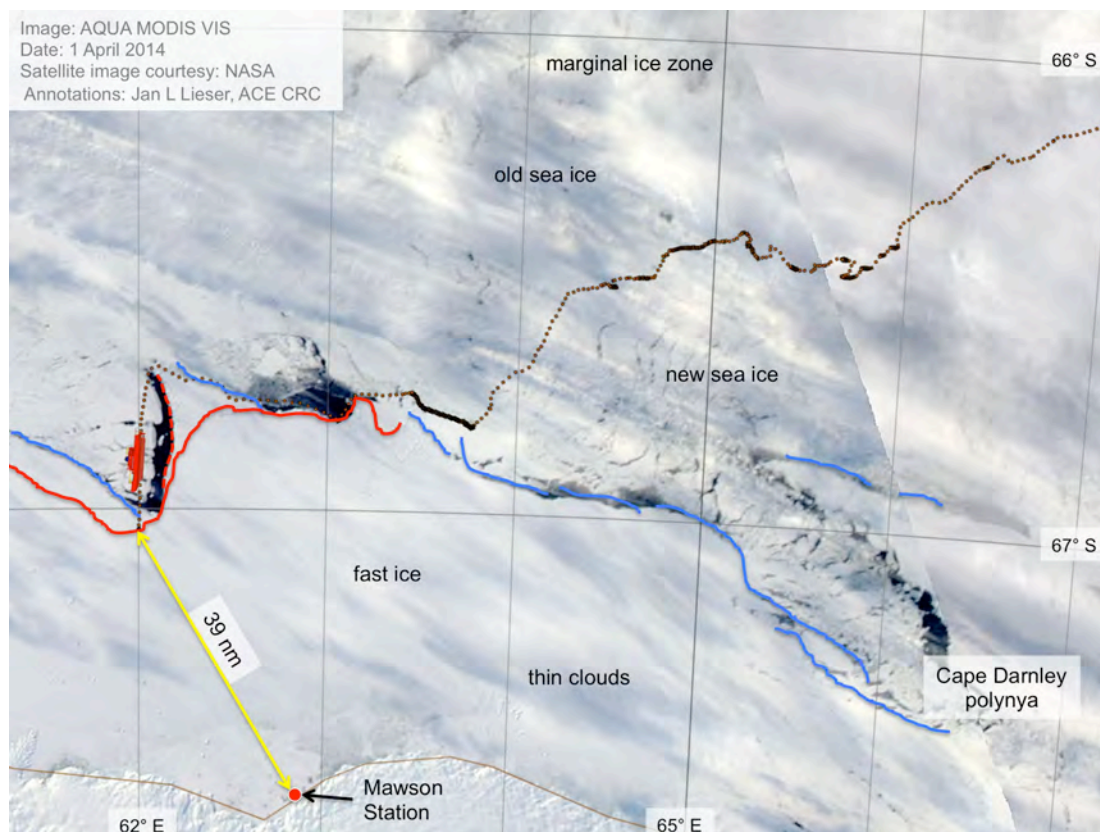 Image: AQUA MODIS VIS
Date: 1 April 2014
Satellite image courtesy: NASA
Annotations: Jan L Lieser, ACE CRC
marginal ice zone
66° S
old sea ice
new sea ice
67° S
fast ice
39 nm
thin clouds
Cape Darnley
polynya
Mawson
Station
62° E
65° E